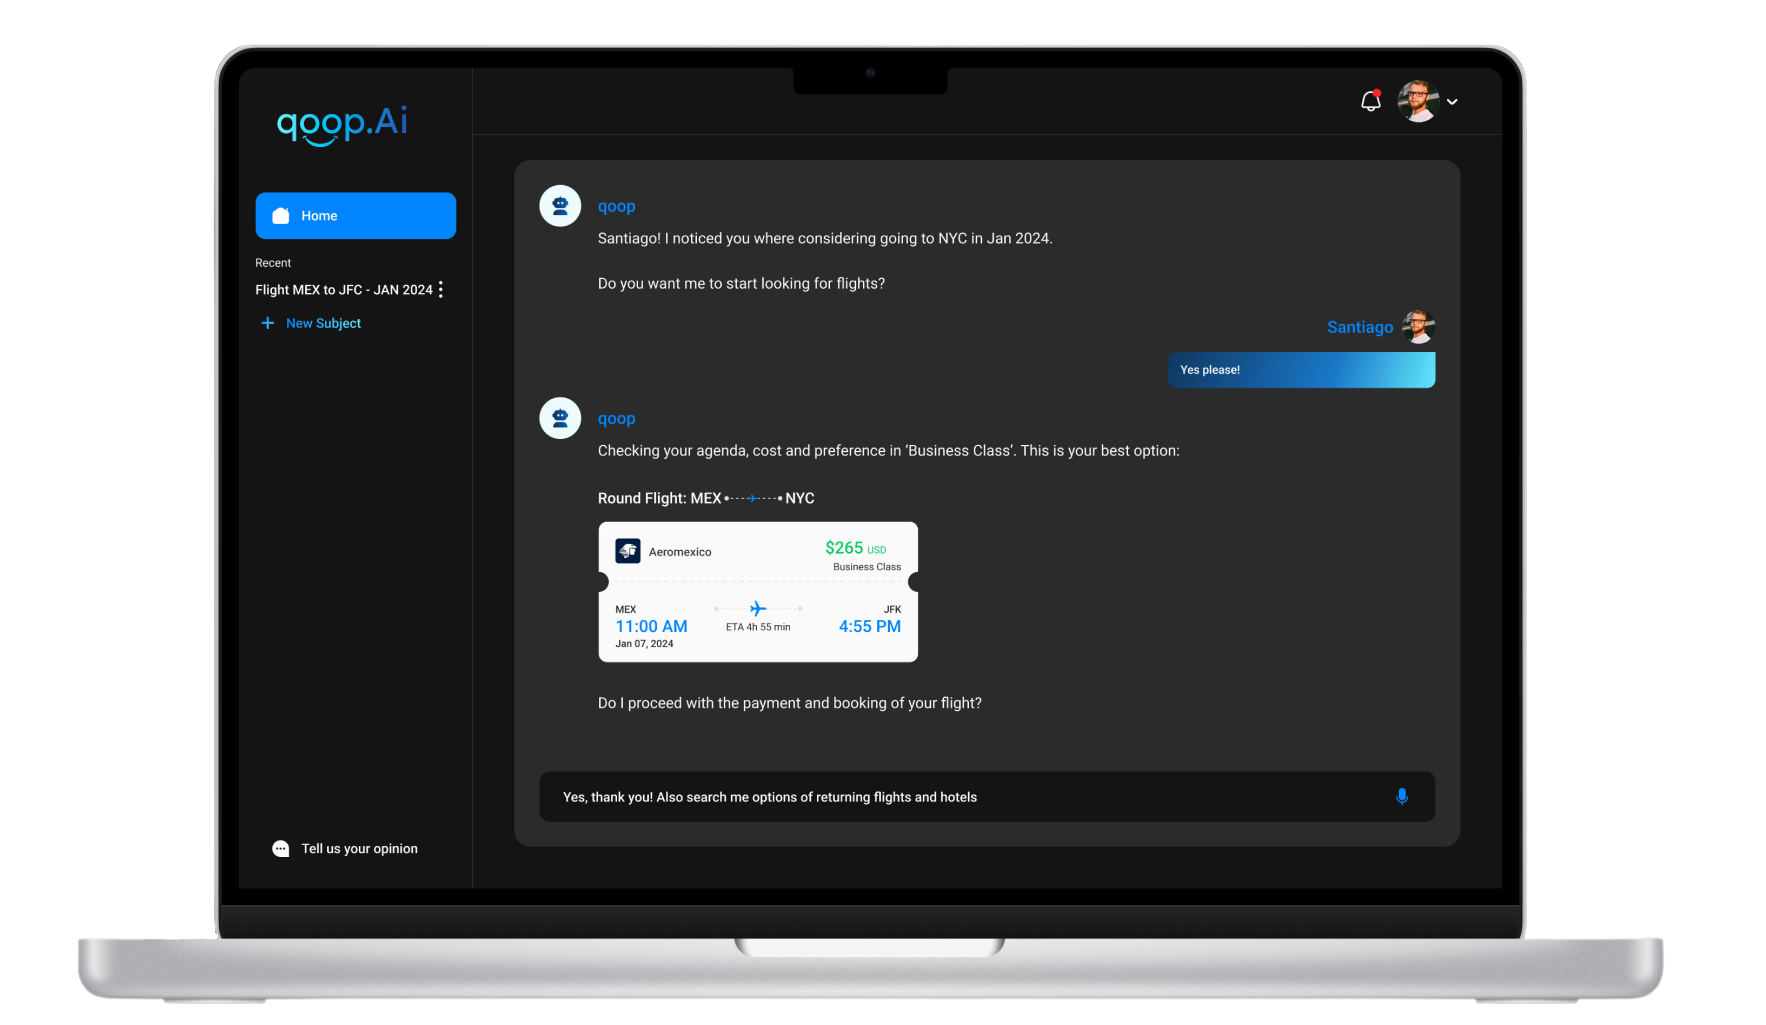 qoop.Ai
Home
Recent
Flight MEX to JFC - JAN 2024
New Subject
Tell us your opinion
qoop
Santiago! I noticed you where considering going to NYC in Jan 2024.
Do you want me to start looking for flights?
Santiago
Yes please!
qoop
Checking your agenda, cost and preference in ‘Business Class’. This is your best option:
Round Flight: MEX NYC
Aeromexico $265 USD
Business Class
MEX JFK
11:00 AM ETA 4h 55 min 4:55 PM
Jan 07, 2024
Do I proceed with the payment and booking of your flight?
Yes, thank you! Also search me options of returning flights and hotels